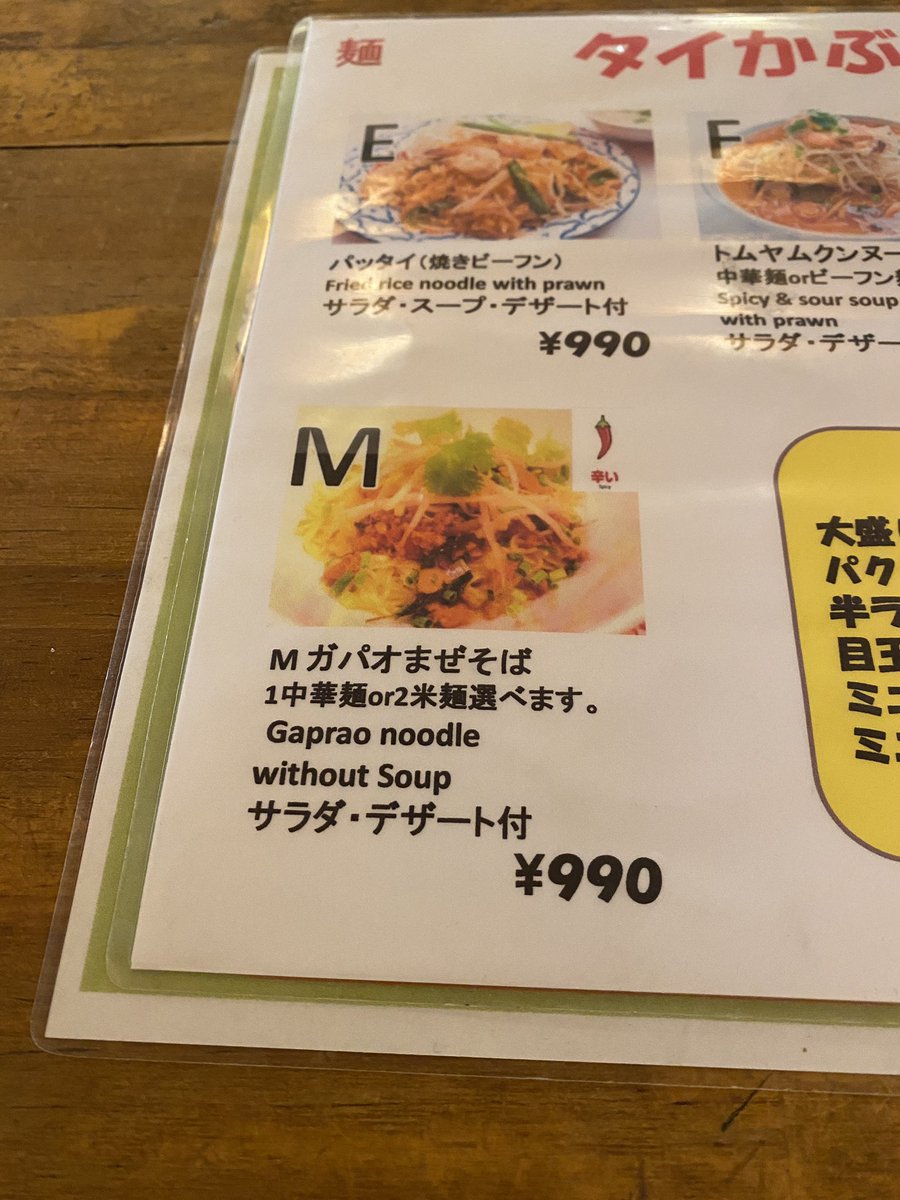 麺
タイかぶ
E
パッタイ（焼きビーフン）
Fried rice noodle with prawn
サラダ・スープ・デザート付
¥990
F
トムヤムクンヌー
中華麺orビーフン
Spicy & sour soup
with prawn
サラダ・デザー
M
辛い
Spicy
M ガパオまぜそば
1中華麺or2米麺選べます。
Gaprao noodle
without Soup
サラダ・デザート付
¥990
大盛
パク
半ラ
目玉
ミニ
ミニ